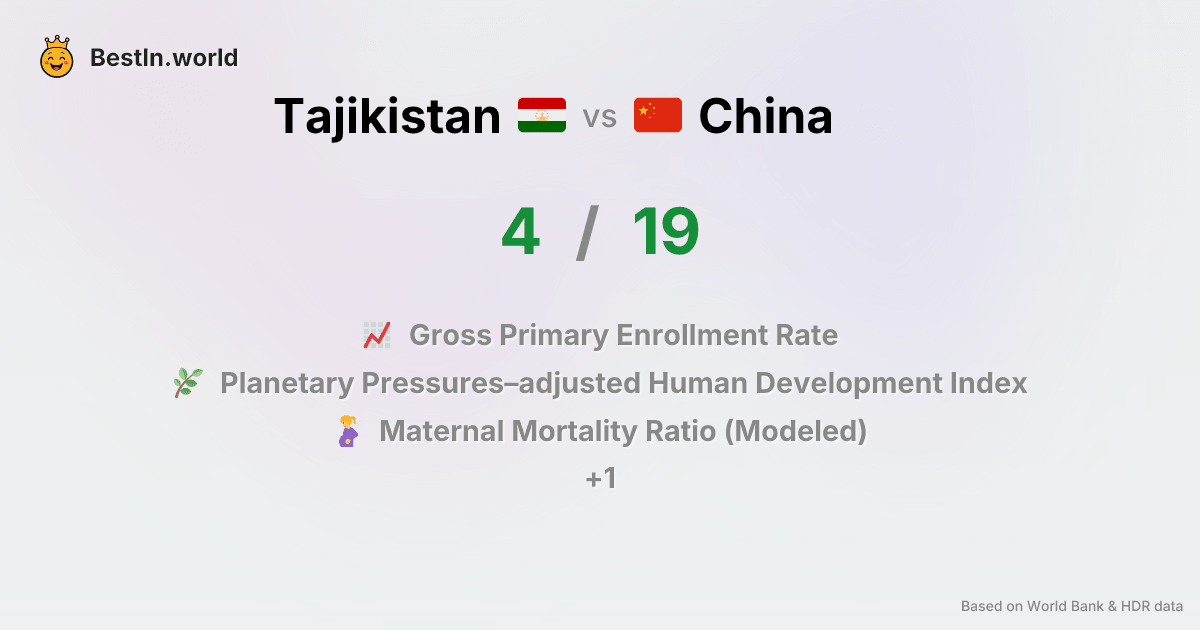 BestIn.world
Tajikistan vs China
4 / 19
Gross Primary Enrollment Rate
Planetary Pressures–adjusted Human Development Index
Maternal Mortality Ratio (Modeled)
+1
Based on World Bank & HDR data